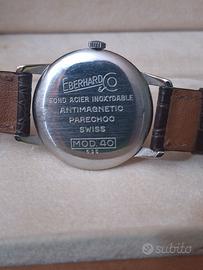 EBERHARD & CO
FOND ACIER INOXYDABLE
ANTIMAGNETIC
PARECHOC
SWISS
MOD. 40
subito